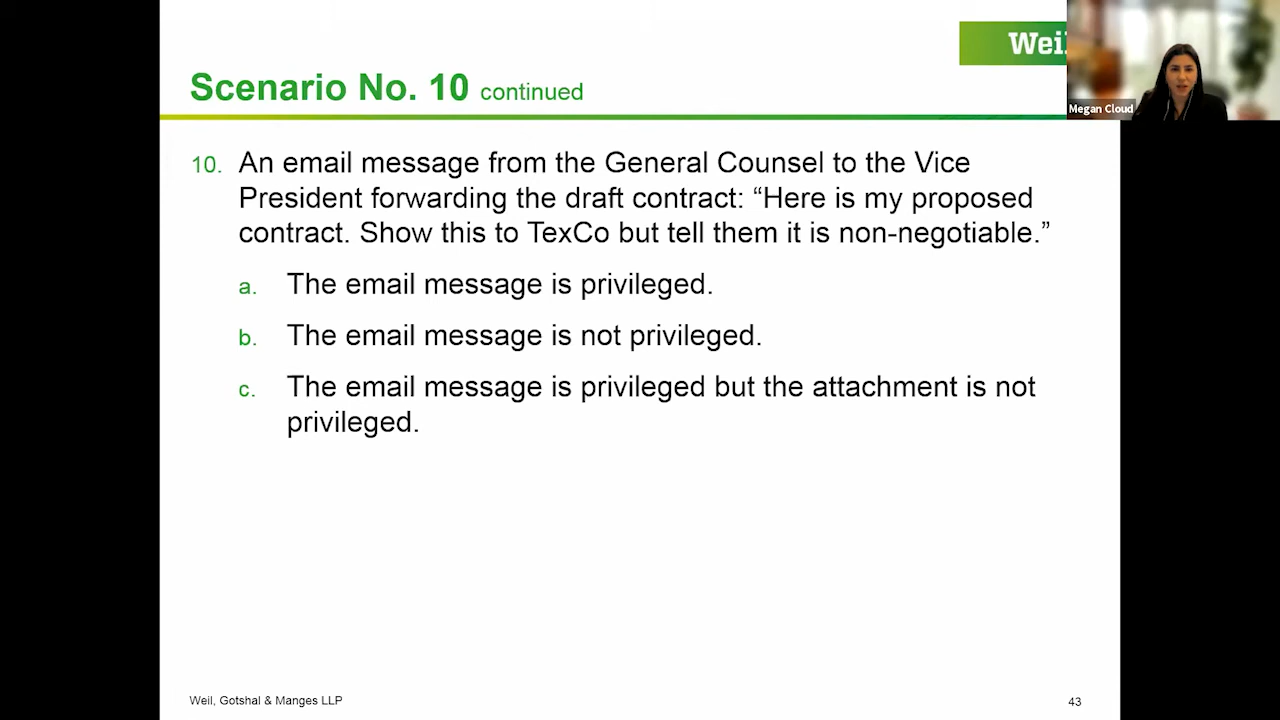 Weil
Megan Cloud
Scenario No. 10 continued
10. An email message from the General Counsel to the Vice
President forwarding the draft contract: “Here is my proposed
contract. Show this to TexCo but tell them it is non-negotiable.”
a. The email message is privileged.
b. The email message is not privileged.
c. The email message is privileged but the attachment is not
privileged.
Weil, Gotshal & Manges LLP
43